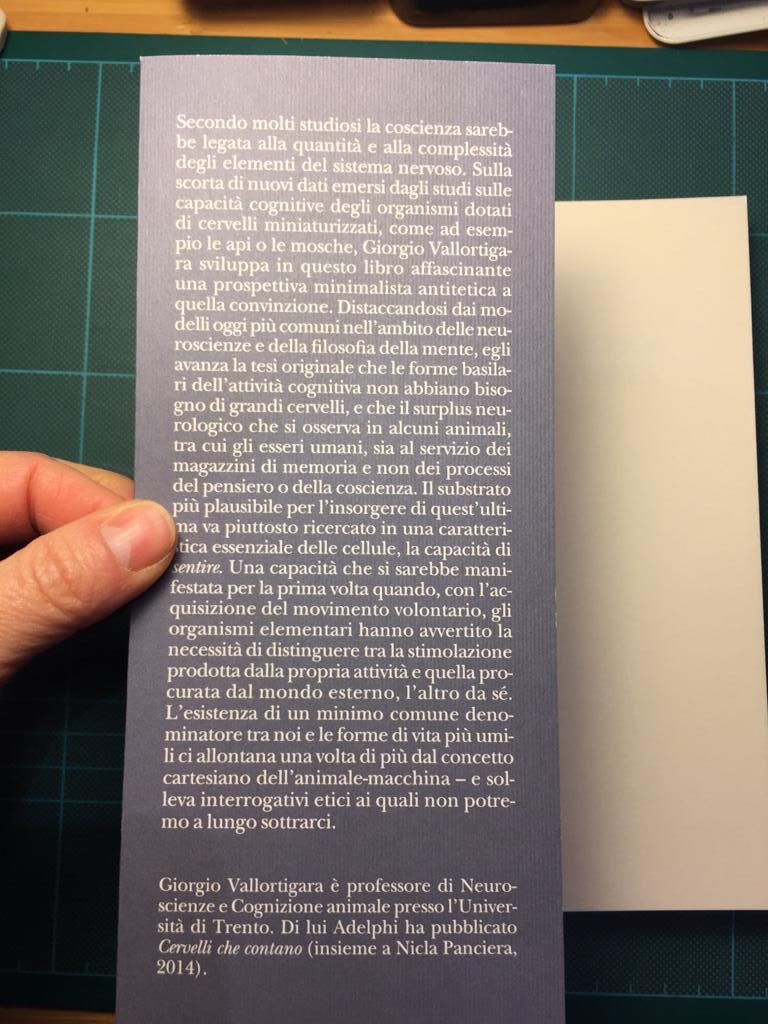 Secondo molti studiosi la coscienza sareb-
be legata alla quantità e alla complessità
degli elementi del sistema nervoso. Sulla
scorta di nuovi dati emersi dagli studi sulle
capacità cognitive degli organismi dotati
di cervelli miniaturizzati, come ad esem-
pio le api o le mosche, Giorgio Vallortiga-
ra sviluppa in questo libro affascinante
una prospettiva minimalista antitetica a
quella convinzione. Distaccandosi dai mo-
delli oggi più comuni nell'ambito delle neu-
roscienze e della filosofia della mente, egli
avanza la tesi originale che le forme basila-
ri dell'attività cognitiva non abbiano biso-
gno di grandi cervelli, e che il surplus neu-
rologico che si osserva in alcuni animali,
tra cui gli esseri umani, sia al servizio dei
magazzini di memoria e non dei processi
del pensiero o della coscienza. Il substrato
più plausibile per l'insorgere di quest'ulti-
ma va piuttosto ricercato in una caratteri-
stica essenziale delle cellule, la capacità di
sentire. Una capacità che si sarebbe mani-
festata per la prima volta quando, con l'ac-
quisizione del movimento volontario, gli
organismi elementari hanno avvertito la
necessità di distinguere tra la stimolazione
prodotta dalla propria attività e quella pro-
curata dal mondo esterno, l'altro da sé.
L'esistenza di un minimo comune deno-
minatore tra noi e le forme di vita più umi-
li ci allontana una volta di più dal concetto
cartesiano dell'animale-macchina – e sol-
leva interrogativi etici ai quali non potre-
mo a lungo sottrarci.
Giorgio Vallortigara è professore di Neuro-
scienze e Cognizione animale presso l'Univer-
sità di Trento. Di lui Adelphi ha pubblicato
Cervelli che contano (insieme a Nicla Panciera,
2014).